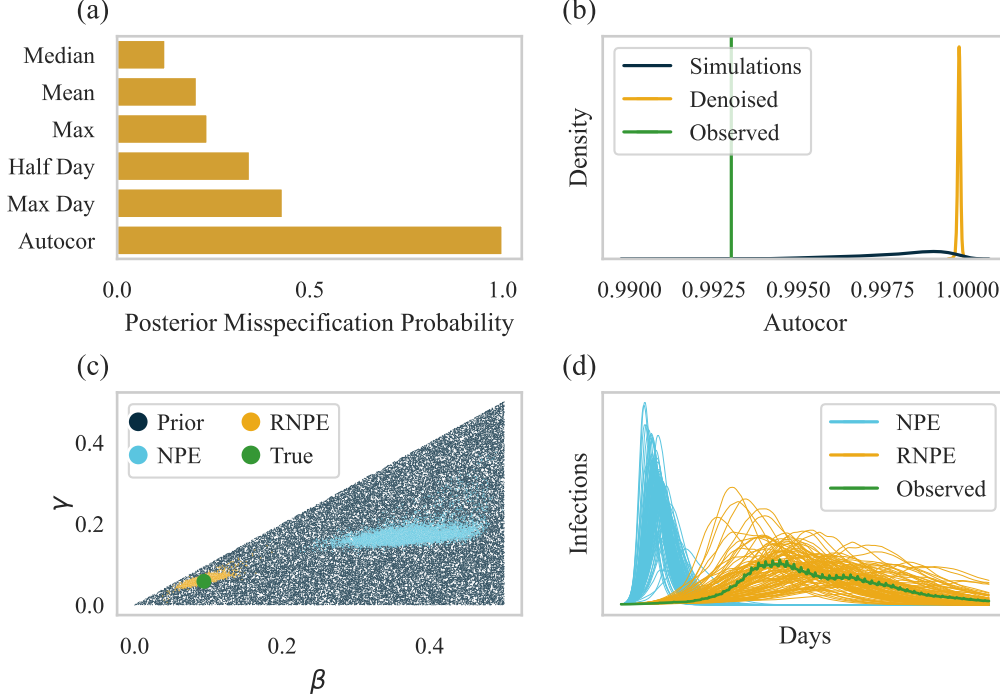 (a)
Median
Mean
Max
Half Day
Max Day
Autocor
0.0 0.5 1.0
Posterior Misspecification Probability
(b)
Density
Simulations
Denoised
Observed
0.9900 0.9925 0.9950 0.9975 1.0000
Autocor
(c)
γ
0.4
0.2
0.0
Prior RNPE
NPE True
0.0 0.2 0.4
β
(d)
Infections
NPE
RNPE
Observed
Days